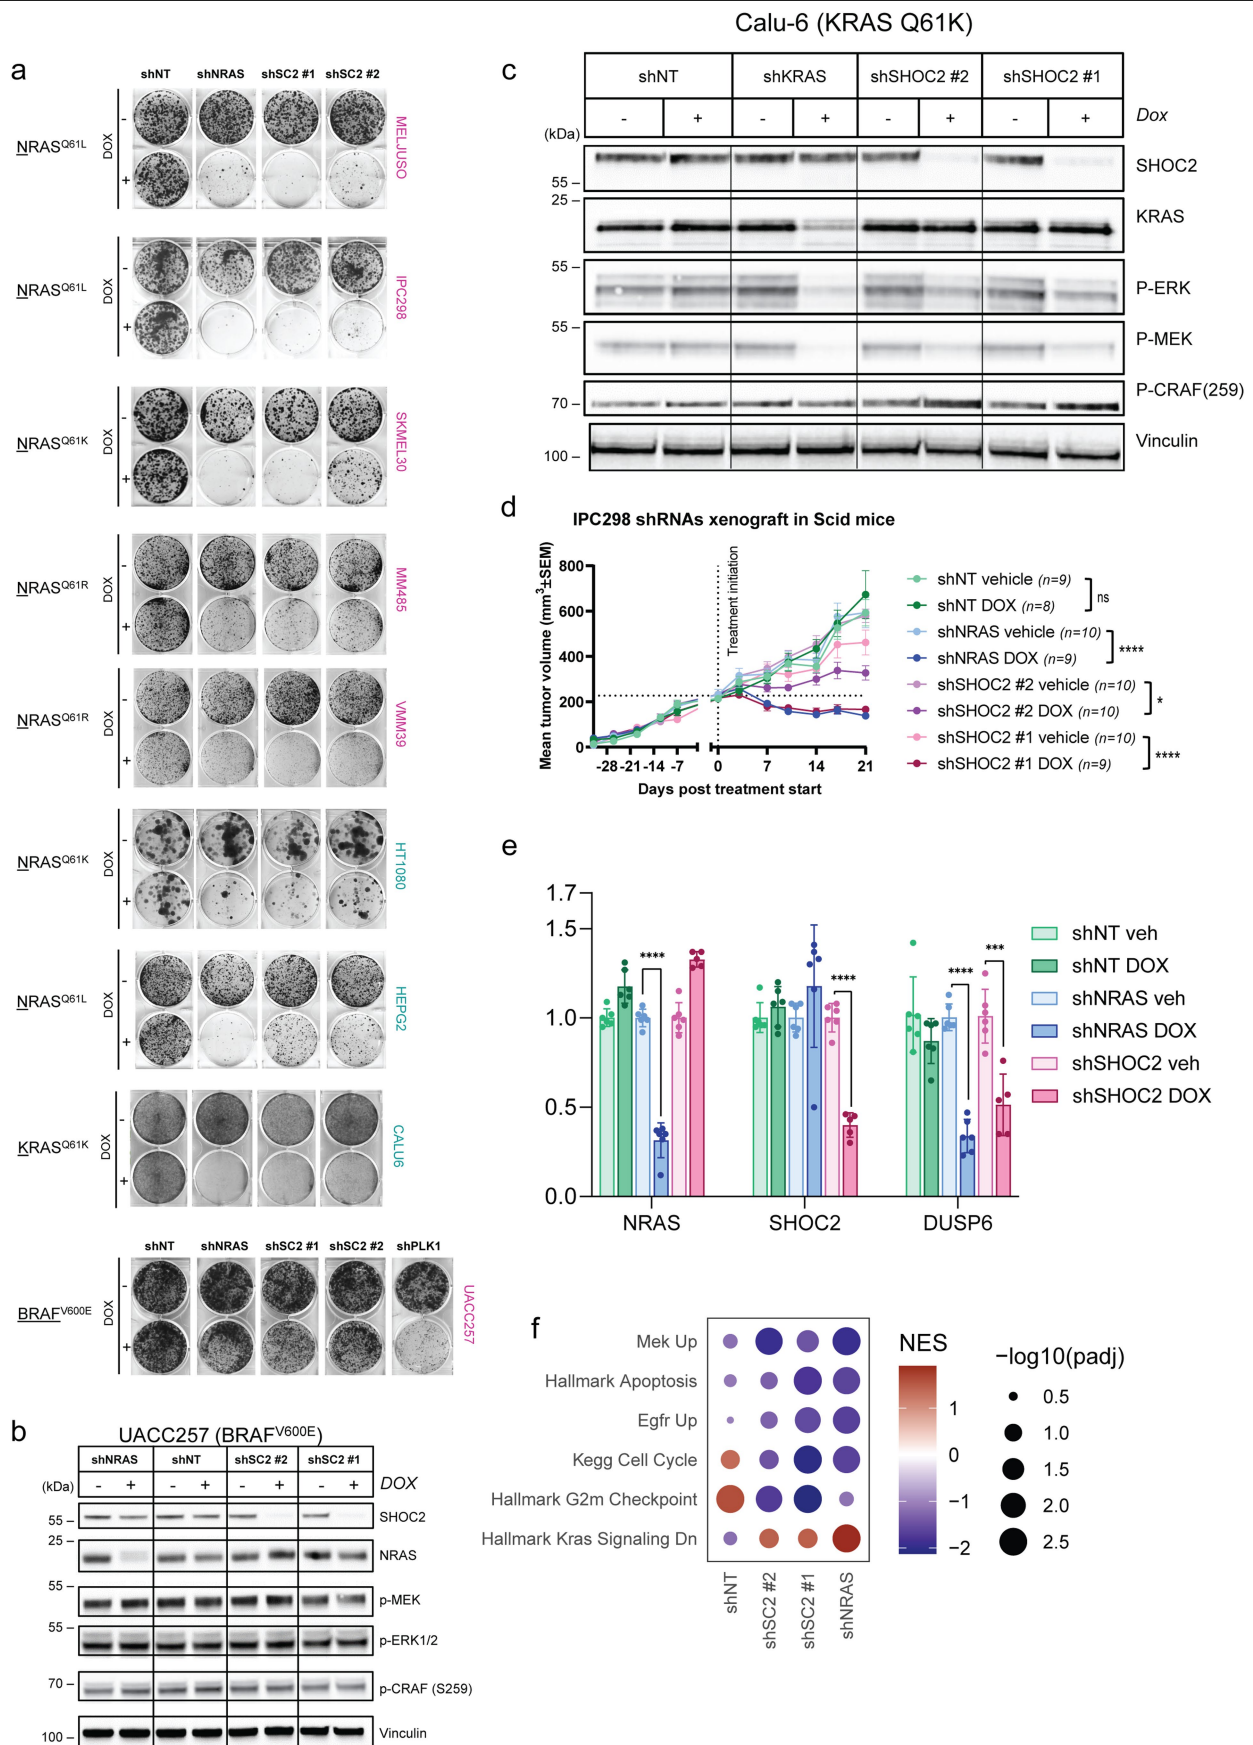 a
shNT shNRAS shSC2 #1 shSC2 #2
NRASQ61L DOX - + MELJUSO
NRASQ61L DOX - + IPC298
NRASQ61K DOX - + SKMEL30
NRASQ61R DOX - + MM485
NRASQ61R DOX - + VMM39
NRASQ61K DOX - + HT1080
NRASQ61L DOX - + HEPG2
KRASQ61K DOX - + CALU6
shNT shNRAS shSC2 #1 shSC2 #2 shPLK1
BRAFV600E DOX - + UACC257
b
UACC257 (BRAFV600E)
shNRAS shNT shSC2 #2 shSC2 #1
(kDa) - + - + - + - + DOX
55 – SHOC2
25 – NRAS
55 – p-MEK
55 – p-ERK1/2
70 – p-CRAF (S259)
100 – Vinculin
Calu-6 (KRAS Q61K)
c
shNT shKRAS shSHOC2 #2 shSHOC2 #1
(kDa) - + - + - + - + Dox
55 – SHOC2
25 – KRAS
55 – P-ERK
55 – P-MEK
70 – P-CRAF(259)
100 – Vinculin
d
IPC298 shRNAs xenograft in Scid mice
Mean tumor volume (mm3±SEM)
800
600
400
200
0
Treatment initiation
-28 -21 -14 -7 0 7 14 21
Days post treatment start
shNT vehicle (n=9)
shNT DOX (n=8)
ns
shNRAS vehicle (n=10)
shNRAS DOX (n=9)
****
shSHOC2 #2 vehicle (n=10)
shSHOC2 #2 DOX (n=10)
*
shSHOC2 #1 vehicle (n=10)
shSHOC2 #1 DOX (n=9)
****
e
1.7
1.5
1.0
0.5
0.0
**** **** **** ***
NRAS SHOC2 DUSP6
shNT veh
shNT DOX
shNRAS veh
shNRAS DOX
shSHOC2 veh
shSHOC2 DOX
f
Mek Up
Hallmark Apoptosis
Egfr Up
Kegg Cell Cycle
Hallmark G2m Checkpoint
Hallmark Kras Signaling Dn
shNT shSC2 #2 shSC2 #1 shNRAS
NES
1
0
−1
−2
−log10(padj)
0.5
1.0
1.5
2.0
2.5